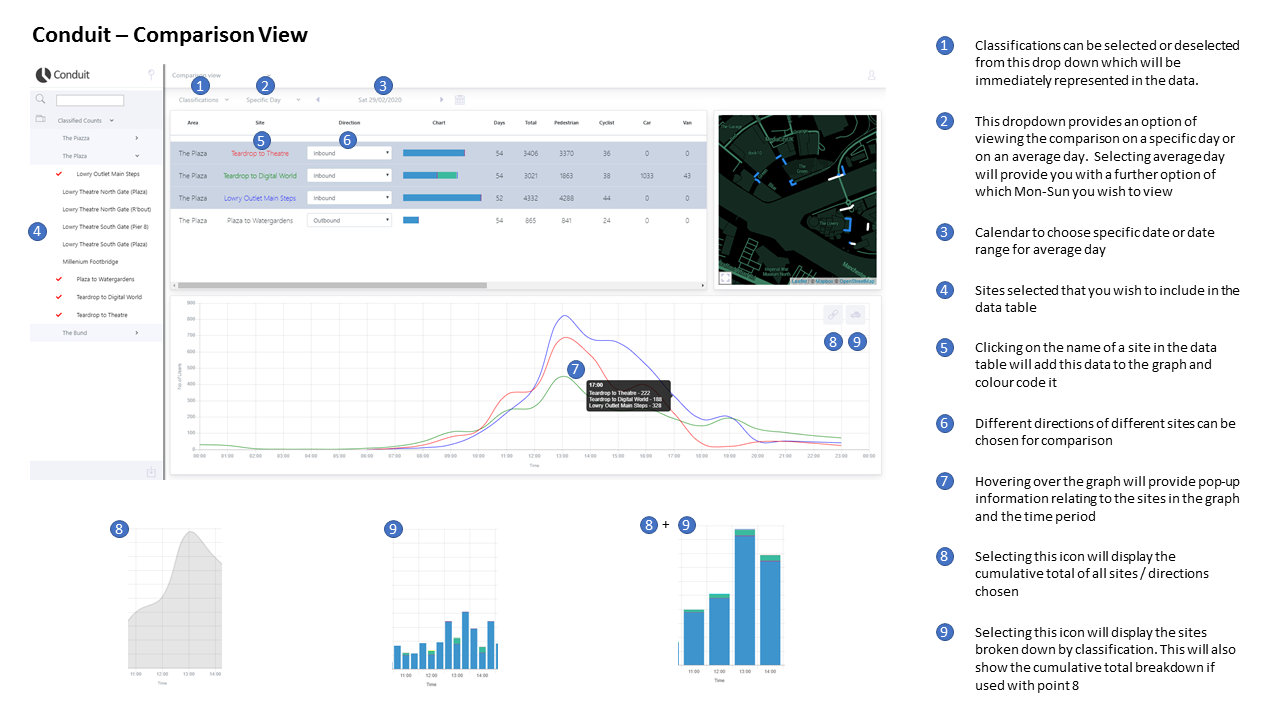 Conduit – Comparison View
Conduit
Comparison view
1
2
3
Classifications
Specific Day
Sat 29/02/2020
Classified Counts
The Piazza
The Plaza
Lowry Outlet Main Steps
Lowry Theatre North Gate (Plaza)
Lowry Theatre North Gate (R'bout)
4
Lowry Theatre South Gate (Pier 8)
Lowry Theatre South Gate (Plaza)
Millenium Footbridge
Plaza to Watergardens
Teardrop to Digital World
Teardrop to Theatre
The Bund
Area Site Direction Chart Days Total Pedestrian Cyclist Car Van
5 6
The Plaza Teardrop to Theatre Inbound 54 3406 3370 36 0 0
The Plaza Teardrop to Digital World Inbound 54 3021 1863 38 1033 43
The Plaza Lowry Outlet Main Steps Inbound 52 4332 4288 44 0 0
The Plaza Plaza to Watergardens Outbound 54 865 841 24 0 0
The Lowry
Imperial War
Museum North
Manchester
Leaflet | © Mapbox © OpenStreetMap
900
800
700
600
500
400
300
200
100
0
No of Users
8 9
7
17:00
Teardrop to Theatre - 222
Teardrop to Digital World - 188
Lowry Outlet Main Steps - 328
00:00 01:00 02:00 03:00 04:00 05:00 06:00 07:00 08:00 09:00 10:00 11:00 12:00 13:00 14:00 15:00 16:00 17:00 18:00 19:00 20:00 21:00 22:00 23:00 00:00
Time
8
11:00 12:00 13:00 14:00
Time
9
11:00 12:00 13:00 14:00
Time
8 + 9
11:00 12:00 13:00 14:00
Time
1 Classifications can be selected or deselected
from this drop down which will be
immediately represented in the data.
2 This dropdown provides an option of
viewing the comparison on a specific day or
on an average day. Selecting average day
will provide you with a further option of
which Mon-Sun you wish to view
3 Calendar to choose specific date or date
range for average day
4 Sites selected that you wish to include in the
data table
5 Clicking on the name of a site in the data
table will add this data to the graph and
colour code it
6 Different directions of different sites can be
chosen for comparin
7 Hovering over the graph will provide pop-up
information relating to the sites in the graph
and the time period
8 Selecting this icon will display the
cumulative total of all sites / directions
chosen
9 Selecting this icon will display the sites
broken down by classification. This will also
show the cumulative total breakdown if
used with point 8